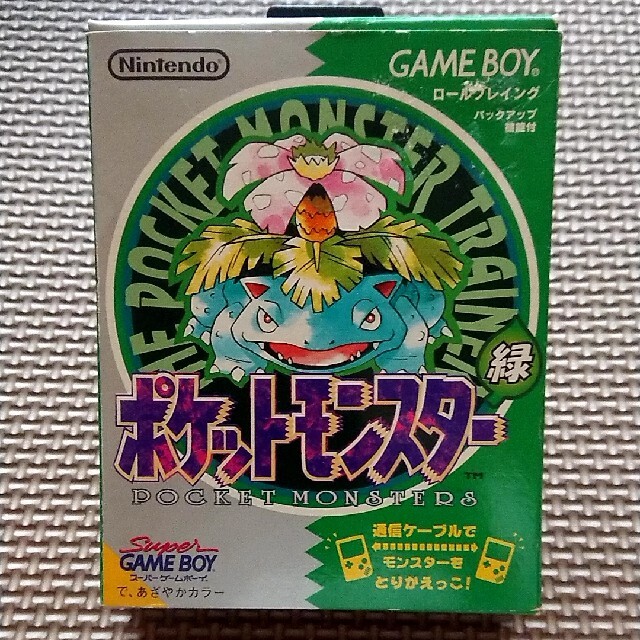 Nintendo
GAME BOY®
ロールプレイング
バックアップ
機能付
THE POCKET MONSTER TRAINER
緑
ポケットモンスター
TM
POCKET MONSTERS
Super
GAME BOY
スーパーゲームボーイ
で、あざやかカラー
通信ケーブルで
モンスターを
とりかえっこ!